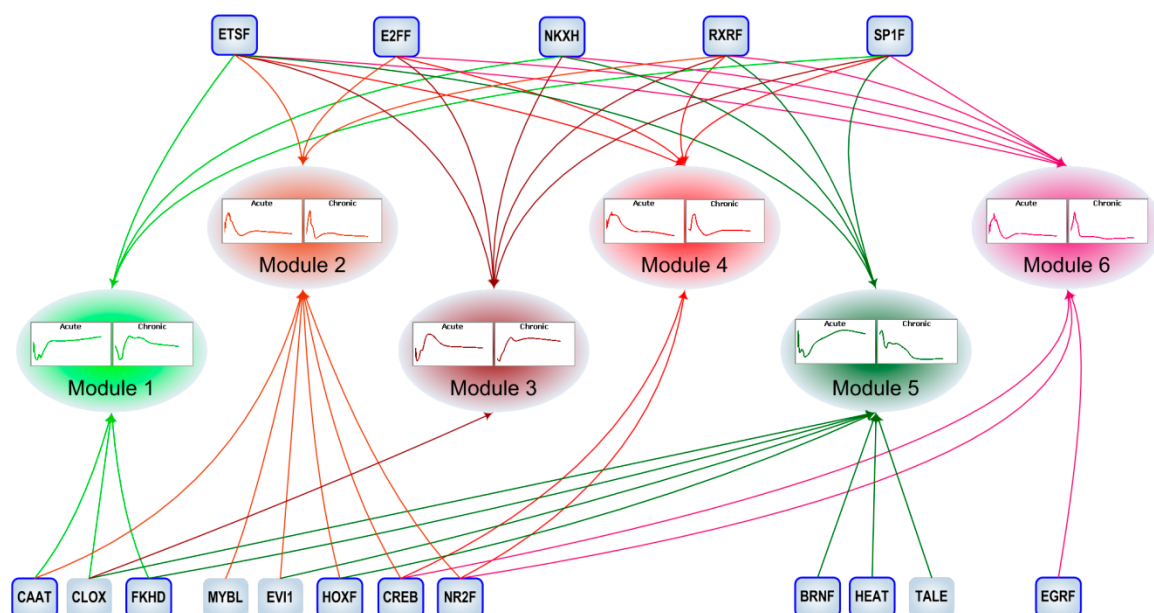 ETSF
E2FF
NKXH
RXRF
SP1F
Acute Chronic
Module 2
Acute Chronic
Module 4
Acute Chronic
Module 6
Acute Chronic
Module 1
Acute Chronic
Module 3
Acute Chronic
Module 5
CAAT
CLOX
FKHD
MYBL
EVI1
HOXF
CREB
NR2F
BRNF
HEAT
TALE
EGRF